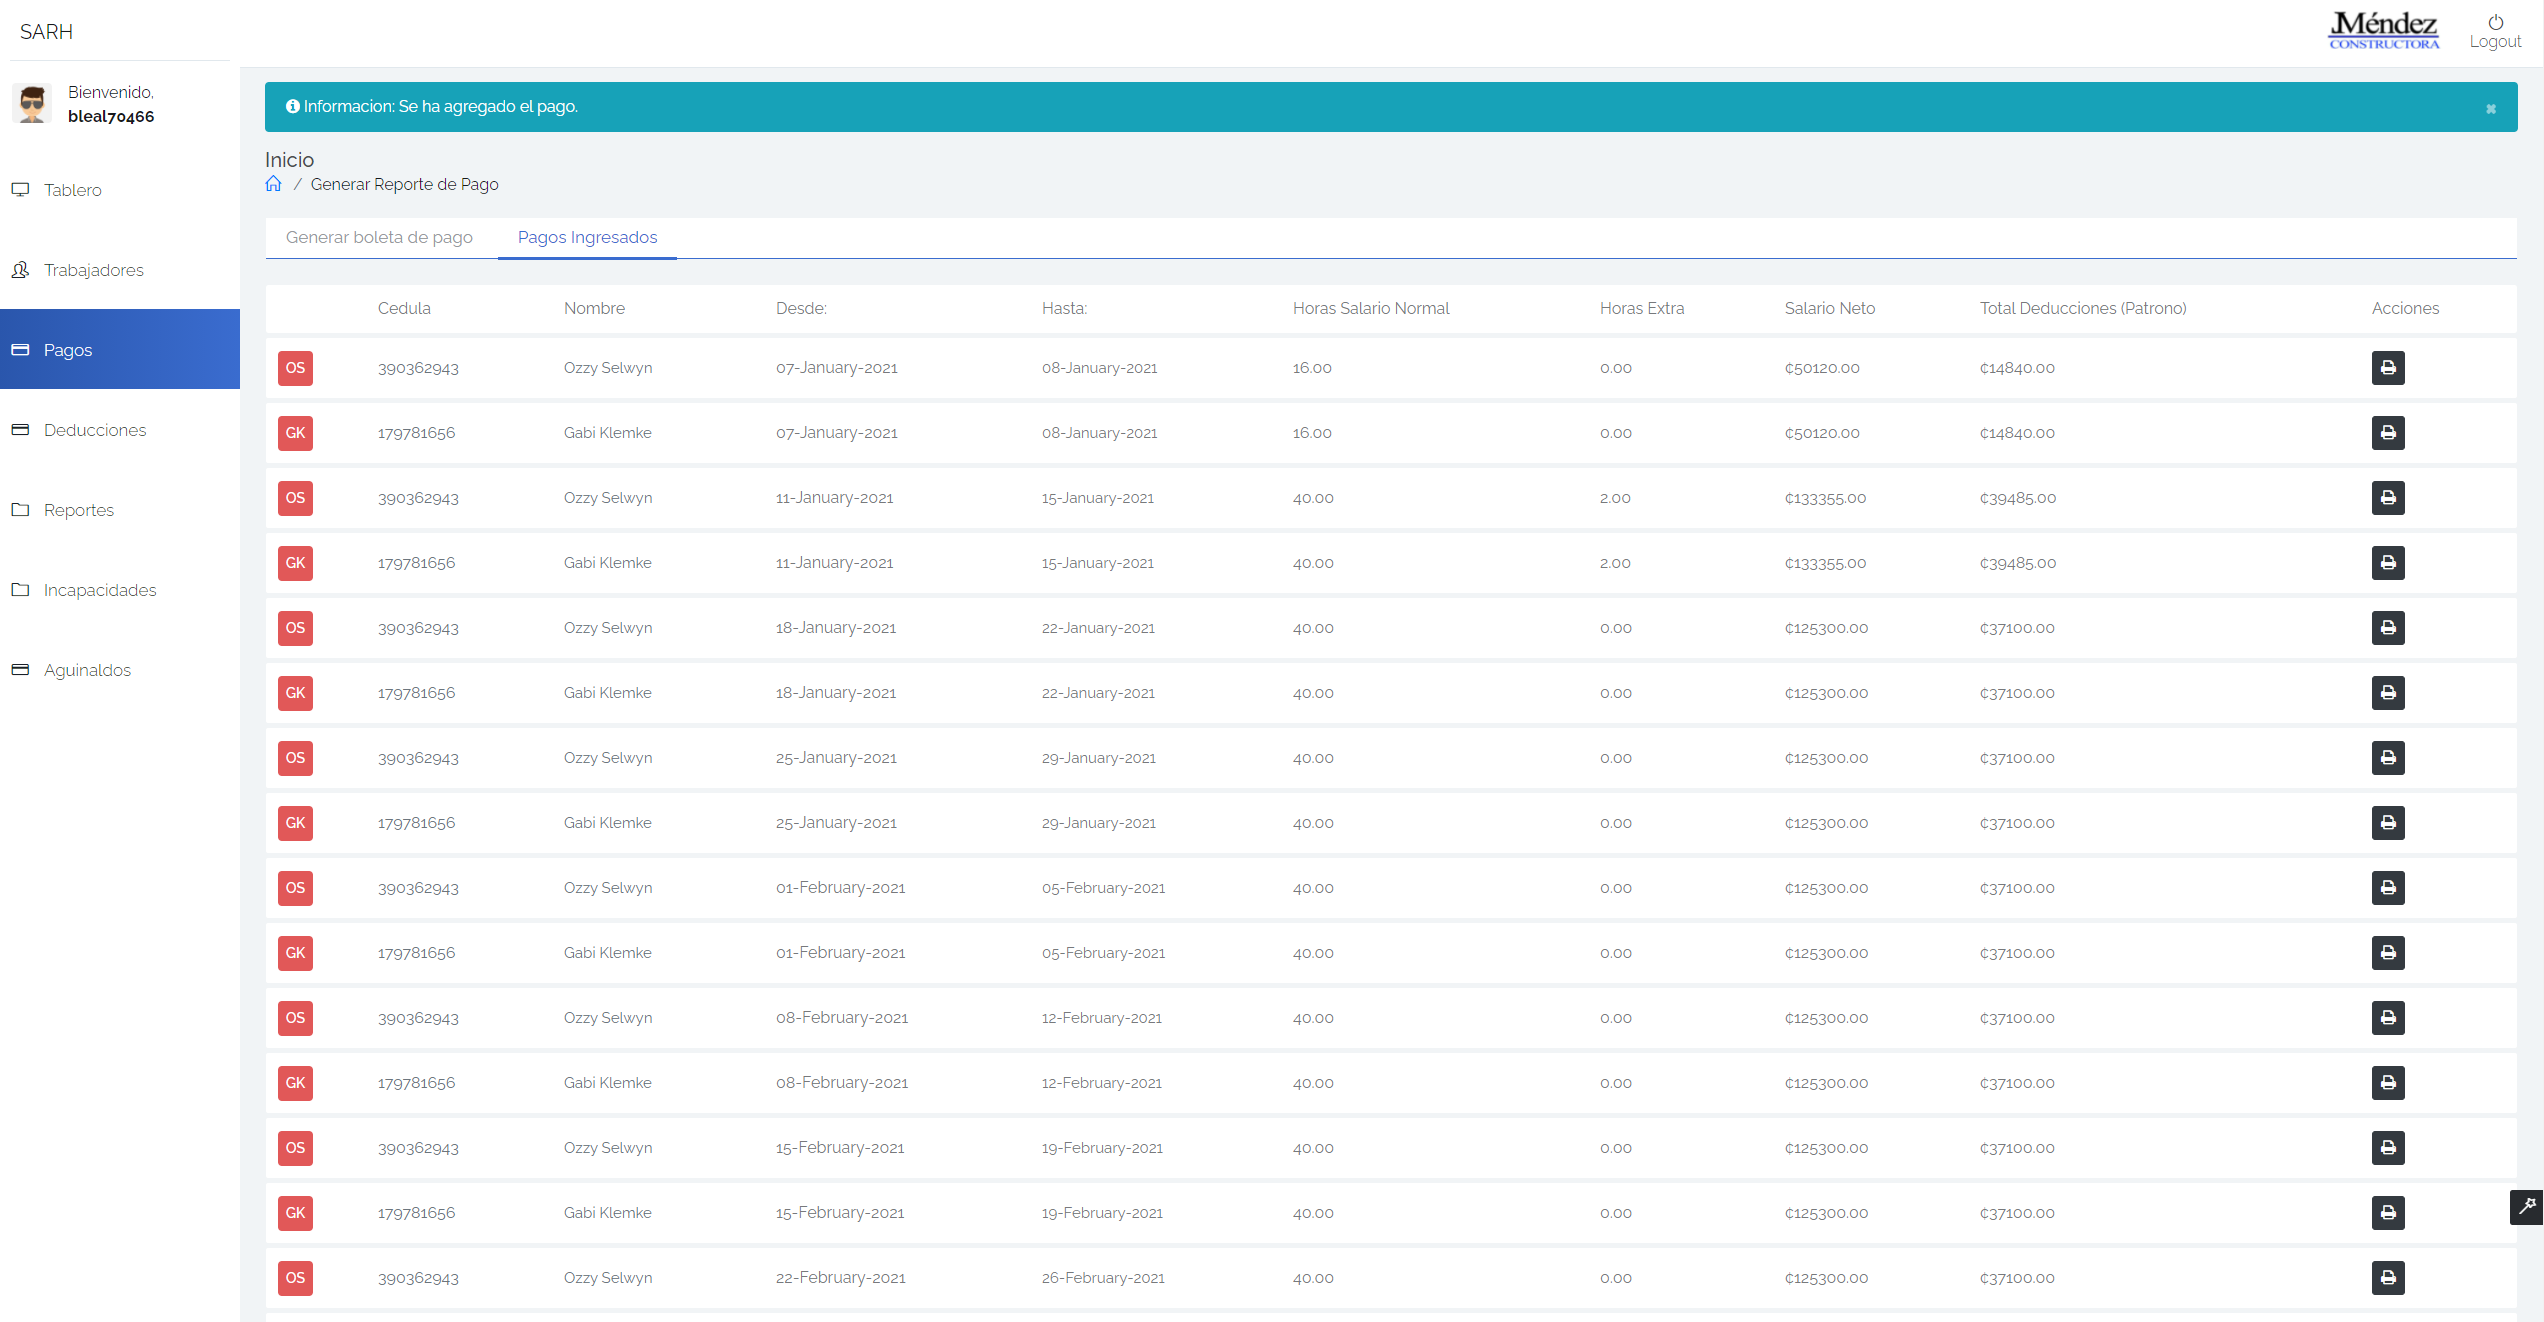 SARH
Méndez
CONSTRUCTORA
Logout
Bienvenido,
bleal70466
Tablero
Trabajadores
Pagos
Deducciones
Reportes
Incapacidades
Aguinaldos
Informacion: Se ha agregado el pago. ×
Inicio
/ Generar Reporte de Pago
Generar boleta de pago Pagos Ingresados
Cedula Nombre Desde: Hasta: Horas Salario Normal Horas Extra Salario Neto Total Deducciones (Patrono) Acciones
OS 390362943 Ozzy Selwyn 07-January-2021 08-January-2021 16.00 0.00 ₡50120.00 ₡14840.00
GK 179781656 Gabi Klemke 07-January-2021 08-January-2021 16.00 0.00 ₡50120.00 ₡14840.00
OS 390362943 Ozzy Selwyn 11-January-2021 15-January-2021 40.00 2.00 ₡133355.00 ₡39485.00
GK 179781656 Gabi Klemke 11-January-2021 15-January-2021 40.00 2.00 ₡133355.00 ₡39485.00
OS 390362943 Ozzy Selwyn 18-January-2021 22-January-2021 40.00 0.00 ₡125300.00 ₡37100.00
GK 179781656 Gabi Klemke 18-January-2021 22-January-2021 40.00 0.00 ₡125300.00 ₡37100.00
OS 390362943 Ozzy Selwyn 25-January-2021 29-January-2021 40.00 0.00 ₡125300.00 ₡37100.00
GK 179781656 Gabi Klemke 25-January-2021 29-January-2021 40.00 0.00 ₡125300.00 ₡37100.00
OS 390362943 Ozzy Selwyn 01-February-2021 05-February-2021 40.00 0.00 ₡125300.00 ₡37100.00
GK 179781656 Gabi Klemke 01-February-2021 05-February-2021 40.00 0.00 ₡125300.00 ₡37100.00
OS 390362943 Ozzy Selwyn 08-February-2021 12-February-2021 40.00 0.00 ₡125300.00 ₡37100.00
GK 179781656 Gabi Klemke 08-February-2021 12-February-2021 40.00 0.00 ₡125300.00 ₡37100.00
OS 390362943 Ozzy Selwyn 15-February-2021 19-February-2021 40.00 0.00 ₡125300.00 ₡37100.00
GK 179781656 Gabi Klemke 15-February-2021 19-February-2021 40.00 0.00 ₡125300.00 ₡37100.00
OS 390362943 Ozzy Selwyn 22-February-2021 26-February-2021 40.00 0.00 ₡125300.00 ₡37100.00